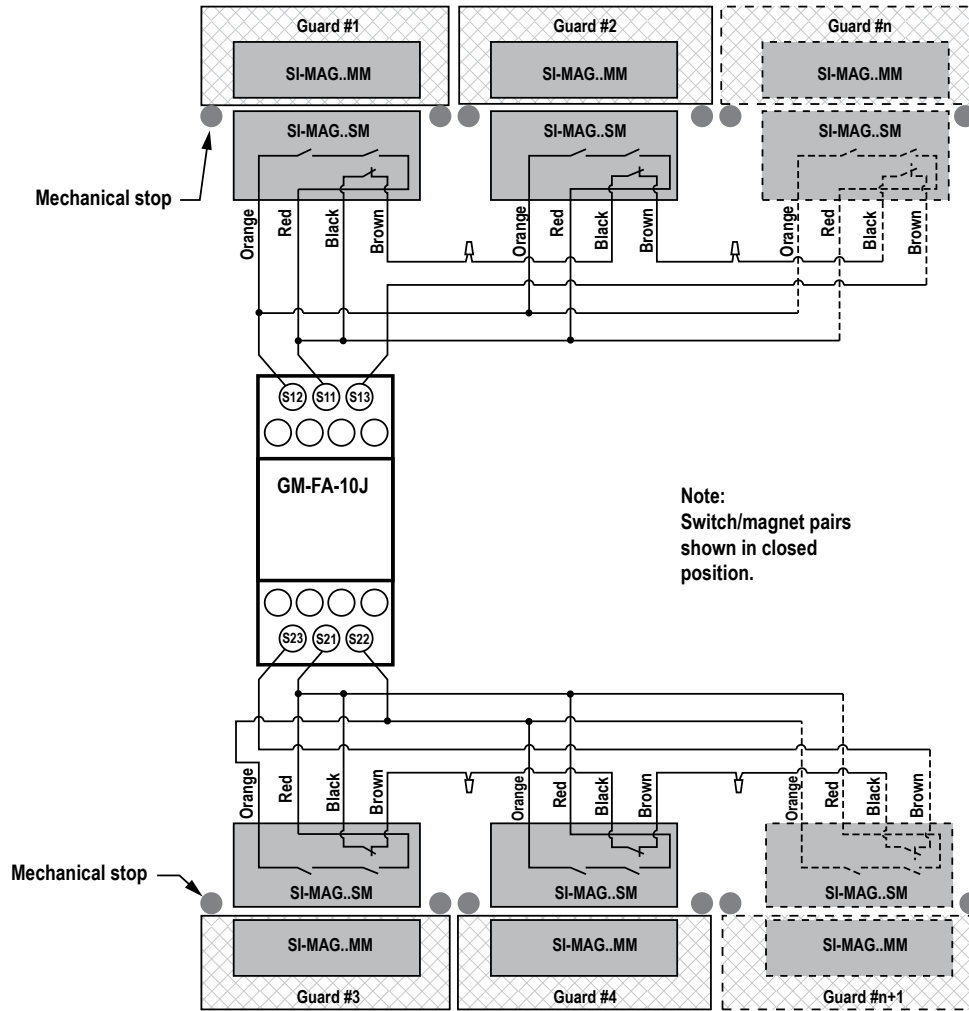 Guard #1
Guard #2
Guard #n
SI-MAG..MM
SI-MAG..MM
SI-MAG..MM
SI-MAG..SM
SI-MAG..SM
SI-MAG..SM
Mechanical stop
Orange
Red
Black
Brown
Orange
Red
Black
Brown
Orange
Red
Black
Brown
S12
S11
S13
GM-FA-10J
Note:
Switch/magnet pairs
shown in closed
position.
S23
S21
S22
Orange
Red
Black
Brown
Orange
Red
Black
Brown
Orange
Red
Black
Brown
Mechanical stop
SI-MAG..SM
SI-MAG..SM
SI-MAG..SM
SI-MAG..MM
SI-MAG..MM
SI-MAG..MM
Guard #3
Guard #4
Guard #n+1